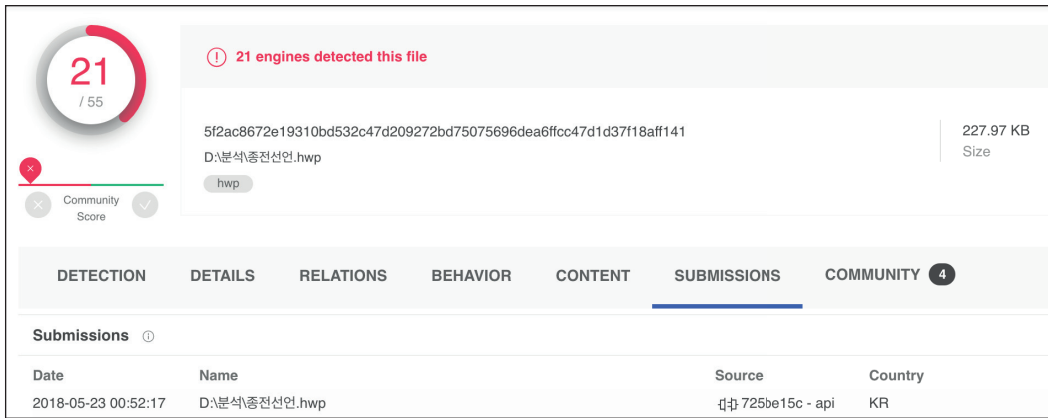 21
/ 55
21 engines detected this file
5f2ac8672e19310bd532c47d209272bd75075696dea6ffcc47d1d37f18aff141
D:\분석\종전선언.hwp
hwp
227.97 KB
Size
Community
Score
DETECTION DETAILS RELATIONS BEHAVIOR CONTENT SUBMISSIONS COMMUNITY 4
Submissions
Date Name Source Country
2018-05-23 00:52:17 D:\분석\종전선언.hwp 725be15c - api KR